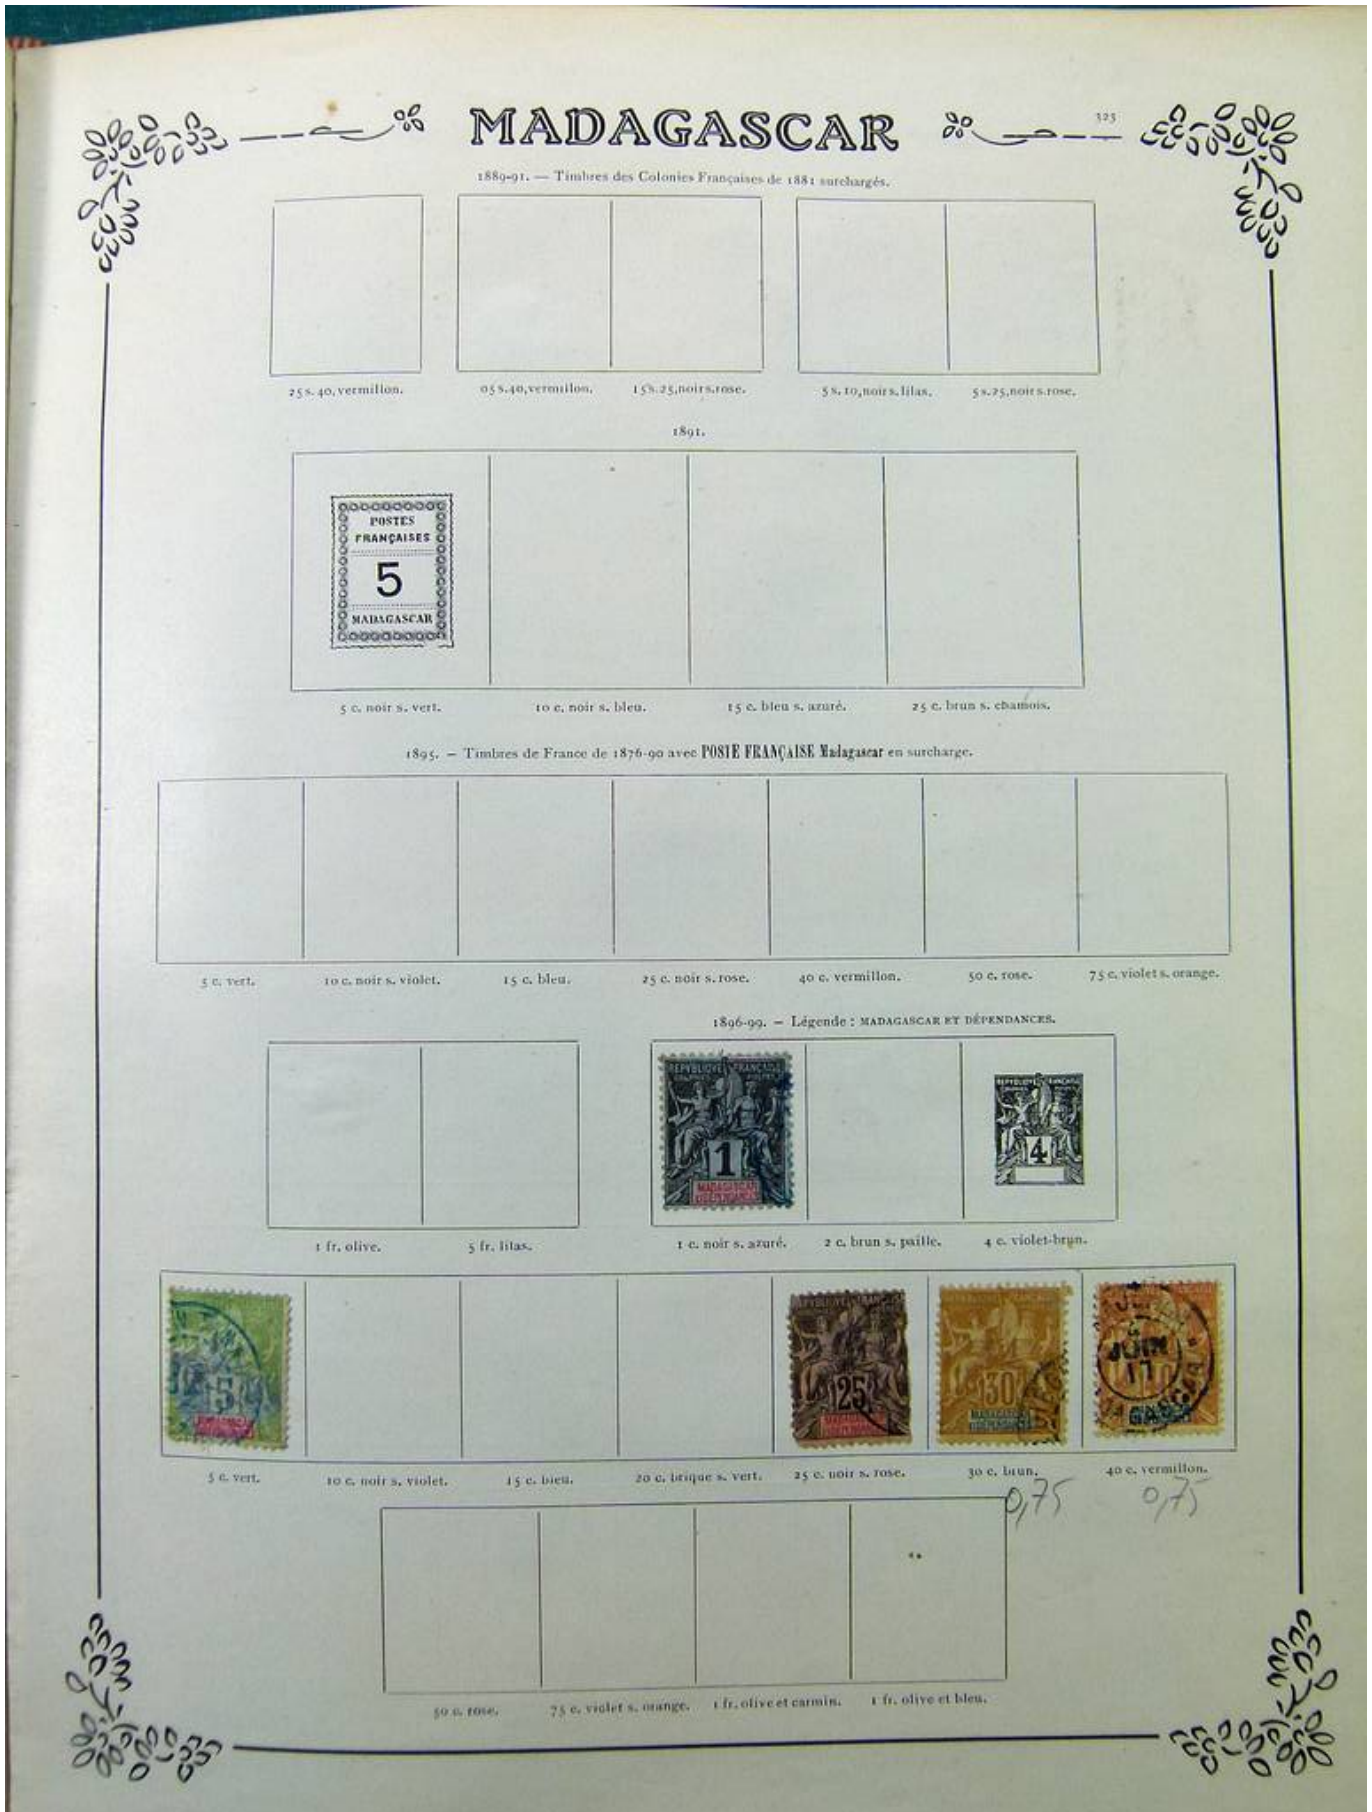 MADAGASCAR
323
1889-91. — Timbres des Colonies Françaises de 1881 surchargés.
25 s. 40, vermillon. 05 s. 40, vermillon. 15 s. 25, noir s. rose. 5 s. 10, noir s. lilas. 5 s. 25, noir s. rose.
1891.
POSTES
FRANÇAISES
5
MADAGASCAR
5 c. noir s. vert. 10 c. noir s. bleu. 15 c. bleu s. azuré. 25 c. brun s. chamois.
1895. — Timbres de France de 1876-90 avec POSTE FRANÇAISE Madagascar en surcharge.
5 c. vert. 10 c. noir s. violet. 15 c. bleu. 25 c. noir s. rose. 40 c. vermillon. 50 c. rose. 75 c. violet s. orange.
1896-99. — Légende : MADAGASCAR ET DÉPENDANCES.
REPVBLIQVE FRANÇAISE
1
MADAGASCAR
REPVBLIQVE FRANÇAISE
4
1 fr. olive. 5 fr. lilas. 1 c. noir s. azuré. 2 c. brun s. paille. 4 c. violet-brun.
5
25
30
JUIN
17
5 c. vert. 10 c. noir s. violet. 15 c. bleu. 20 c. brique s. vert. 25 c. noir s. rose. 30 c. brun. 40 c. vermillon.
0,75 0,75
50 c. rose. 75 c. violet s. orange. 1 fr. olive et carmin. 1 fr. olive et bleu.